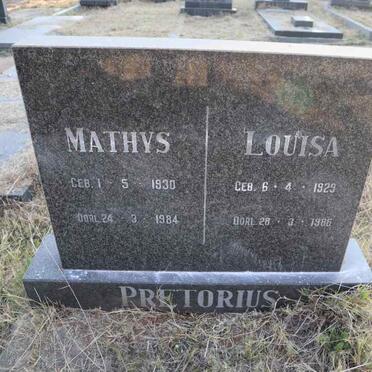 MATHYS
GEB. 1 - 5 - 1930
OORL. 24 - 3 - 1984
LOUISA
GEB. 6 - 4 - 1929
OORL. 28 - 3 - 1986
PRETORIUS